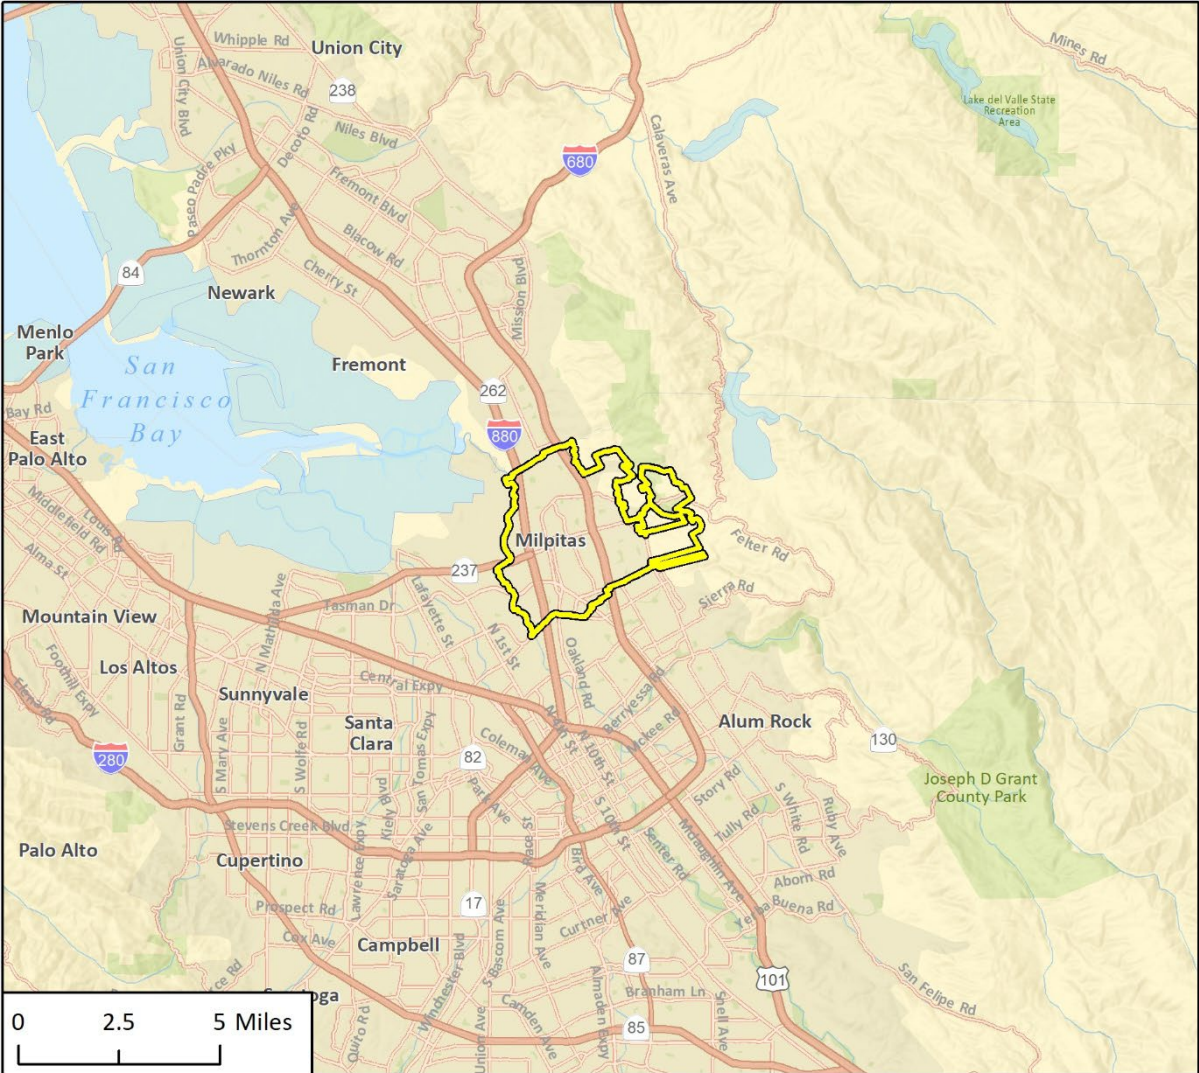 Whipple Rd
Union City
Mines Rd
Union City Blvd
Alvarado Niles Rd
238
Lake del Valle State
Recreation
Area
Niles Blvd
Decoto Rd
Calaveras Ave
680
Paseo Padre Pky
Fremont Blvd
Thornton Ave
Blacow Rd
84
Cherry St
Newark
Mission Blvd
Menlo
Park
San
Francisco
Bay
Fremont
262
Bay Rd
880
East
Palo Alto
Middlefield Rd
Louis Rd
Milpitas
Felter Rd
Alma St
237
Sierra Rd
Tasman Dr
Lafayette St
N Mathilda Ave
Mountain View
N 1st St
Oakland Rd
Foothill Expy
Los Altos
Central Expy
Sunnyvale
Berryessa Rd
Elena Rd
Grant Rd
S Mary Ave
S Wolfe Rd
Santa
Clara
San Tomas Expy
N 4th St
N 10th St
Mckee Rd
Alum Rock
130
280
82
Coleman Ave
Joseph D Grant
County Park
Park Ave
Story Rd
S White Rd
Ruby Ave
Kiely Blvd
S 10th St
Tully Rd
Stevens Creek Blvd
Race St
Senter Rd
Mclaughlin Ave
Palo Alto
Cupertino
Lawrence Expy
Saratoga Ave
Bird Ave
Aborn Rd
Prospect Rd
17
Meridian Ave
Curtner Ave
Yerba Buena Rd
Cox Ave
Campbell
Winchester Blvd
S Bascom Ave
87
101
San Felipe Rd
Branham Ln
Almaden Expy
Shell Ave
Camden Ave
Quito Rd
Union Ave
85
0 2.5 5 Miles